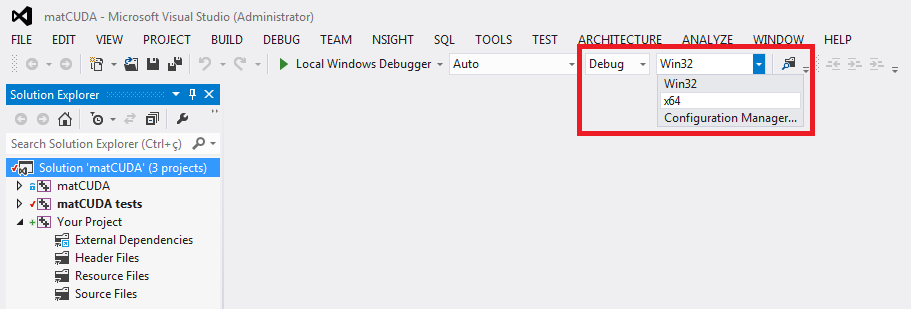 matCUDA - Microsoft Visual Studio (Administrator)
FILE EDIT VIEW PROJECT BUILD DEBUG TEAM NSIGHT SQL TOOLS TEST ARCHITECTURE ANALYZE WINDOW HELP
Local Windows Debugger Auto Debug Win32
Win32
x64
Configuration Manager...
Solution Explorer
Search Solution Explorer (Ctrl+ç)
Solution 'matCUDA' (3 projects)
matCUDA
matCUDA tests
Your Project
External Dependencies
Header Files
Resource Files
Source Files